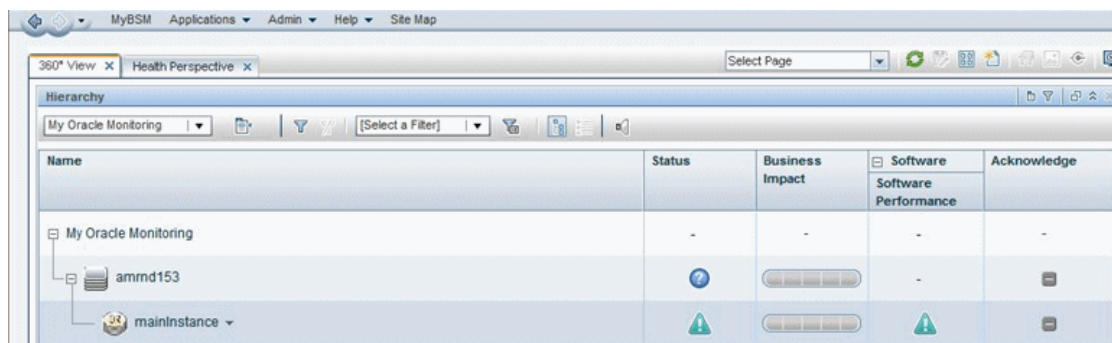 MyBSM Applications Admin Help Site Map
360° View Health Perspective Select Page
Hierarchy
My Oracle Monitoring [Select a Filter]
Name Status Business Impact Software Acknowledge
Software Performance
My Oracle Monitoring - - - -
amrnd153 -
mainInstance